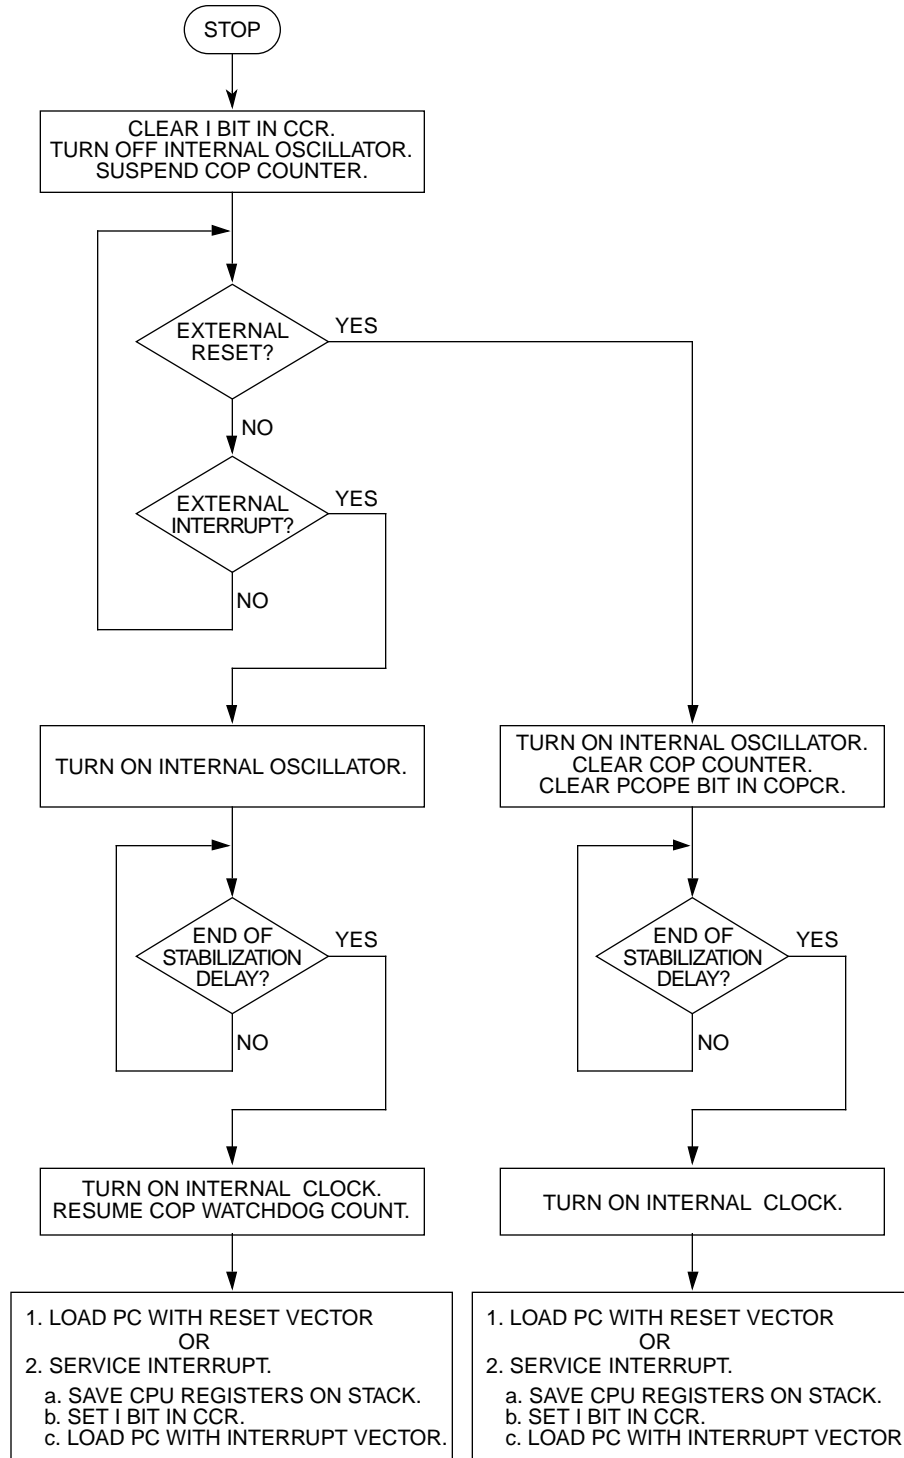 STOP
CLEAR I BIT IN CCR.
TURN OFF INTERNAL OSCILLATOR.
SUSPEND COP COUNTER.
EXTERNAL
RESET?
YES
NO
EXTERNAL
INTERRUPT?
YES
NO
TURN ON INTERNAL OSCILLATOR.
END OF
STABILIZATION
DELAY?
YES
NO
TURN ON INTERNAL CLOCK.
RESUME COP WATCHDOG COUNT.
1. LOAD PC WITH RESET VECTOR
OR
2. SERVICE INTERRUPT.
a. SAVE CPU REGISTERS ON STACK.
b. SET I BIT IN CCR.
c. LOAD PC WITH INTERRUPT VECTOR.
TURN ON INTERNAL OSCILLATOR.
CLEAR COP COUNTER.
CLEAR PCOPE BIT IN COPCR.
END OF
STABILIZATION
DELAY?
YES
NO
TURN ON INTERNAL CLOCK.
1. LOAD PC WITH RESET VECTOR
OR
2. SERVICE INTERRUPT.
a. SAVE CPU REGISTERS ON STACK.
b. SET I BIT IN CCR.
c. LOAD PC WITH INTERRUPT VECTOR